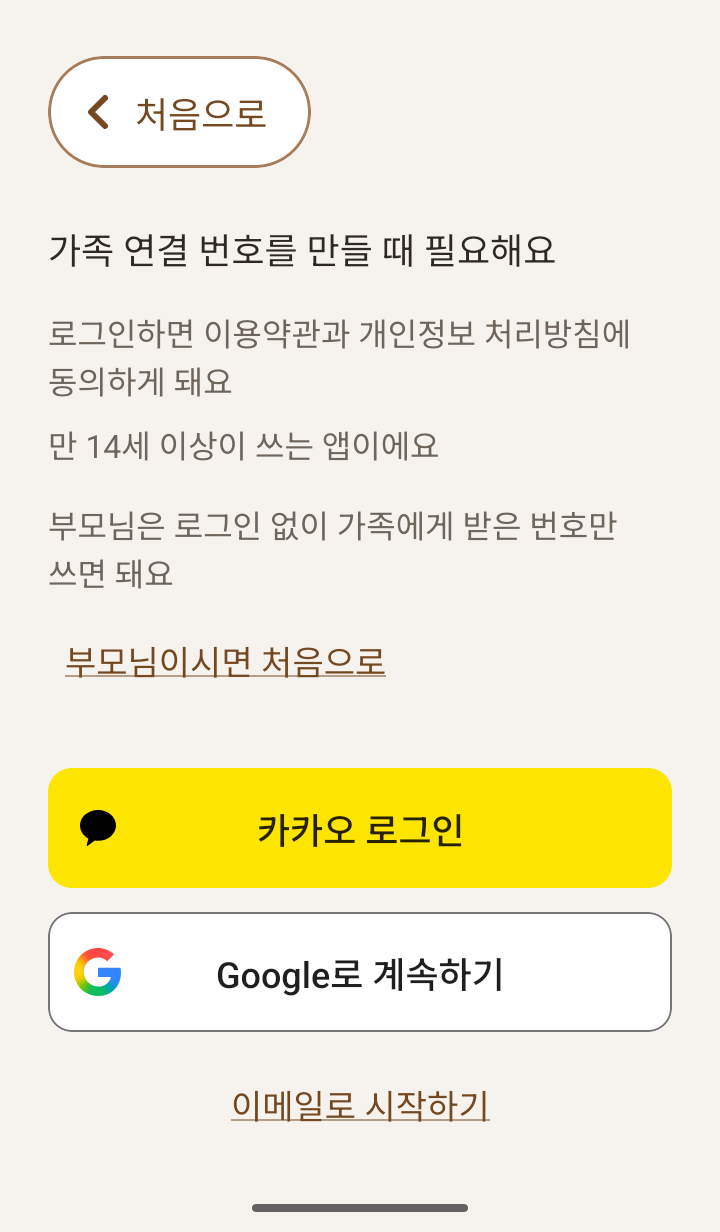 처음으로
가족 연결 번호를 만들 때 필요해요
로그인하면 이용약관과 개인정보 처리방침에
동의하게 돼요
만 14세 이상이 쓰는 앱이에요
부모님은 로그인 없이 가족에게 받은 번호만
쓰면 돼요
부모님이시면 처음으로
카카오 로그인
Google로 계속하기
이메일로 시작하기